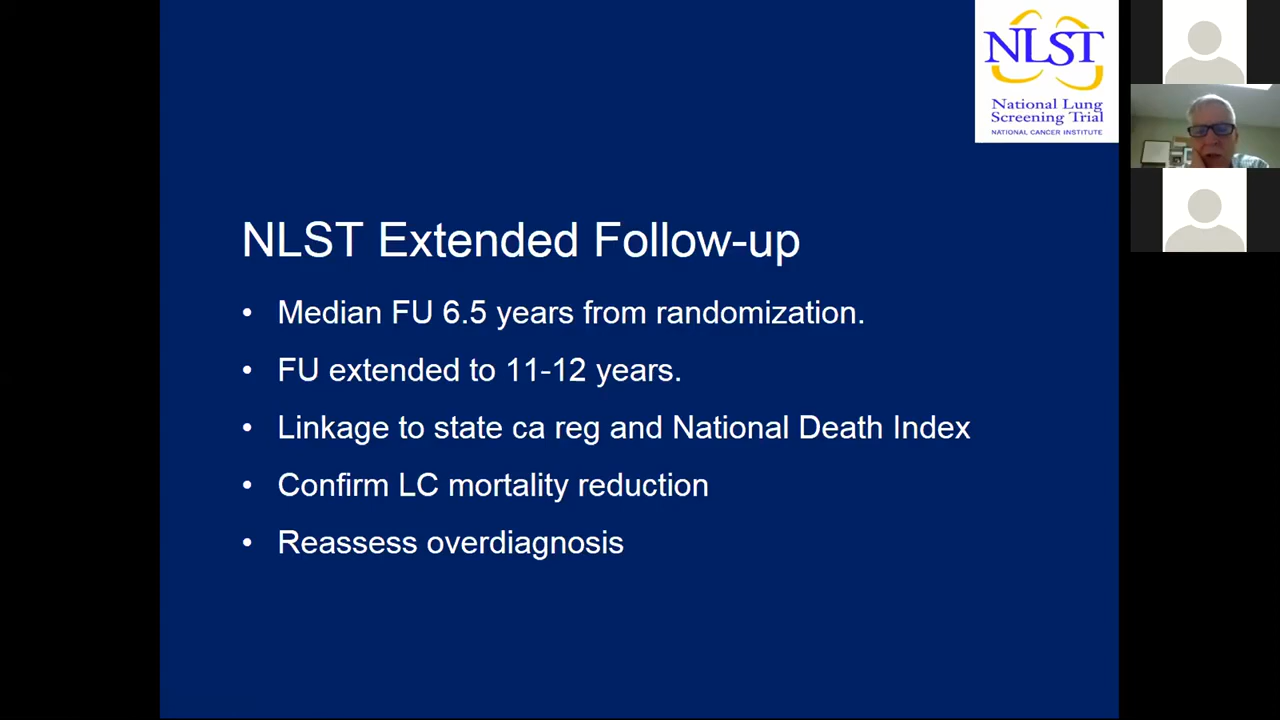 NLST
National Lung
Screening Trial
NATIONAL CANCER INSTITUTE
NLST Extended Follow-up
• Median FU 6.5 years from randomization.
• FU extended to 11-12 years.
• Linkage to state ca reg and National Death Index
• Confirm LC mortality reduction
• Reassess overdiagnosis